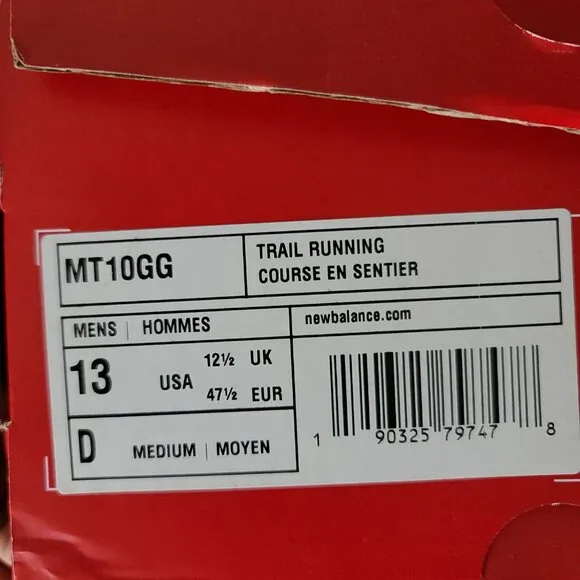 MT10GG
TRAIL RUNNING
COURSE EN SENTIER
MENS | HOMMES
newbalance.com
13 USA
12½ UK
47½ EUR
D MEDIUM | MOYEN
1 90325 79747 8